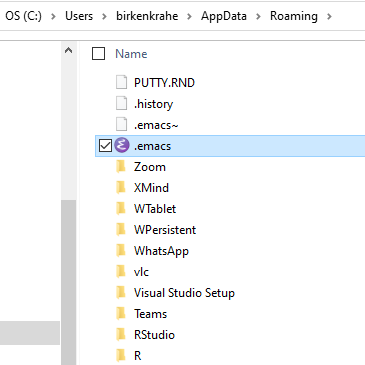 OS (C:) > Users > birkenkrahe > AppData > Roaming >
Name
PUTTY.RND
.history
.emacs~
.emacs
Zoom
XMind
WTablet
WPersistent
WhatsApp
vlc
Visual Studio Setup
Teams
RStudio
R